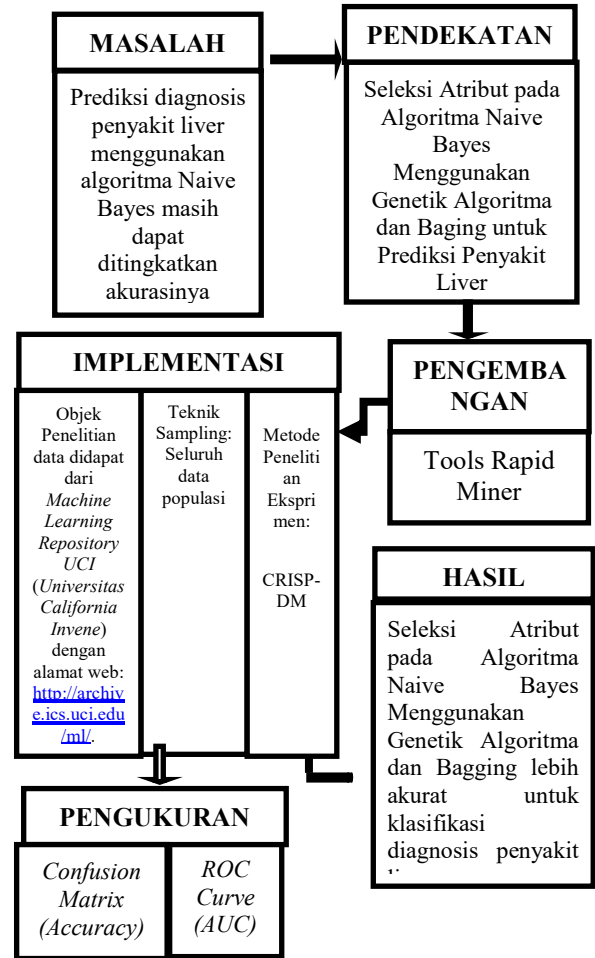 MASALAH
Prediksi diagnosis
penyakit liver
menggunakan
algoritma Naive
Bayes masih
dapat
ditingkatkan
akurasinya
PENDEKATAN
Seleksi Atribut pada
Algoritma Naive
Bayes
Menggunakan
Genetik Algoritma
dan Baging untuk
Prediksi Penyakit
Liver
PENGEMBA
NGAN
Tools Rapid
Miner
IMPLEMENTASI
Objek
Penelitian
data didapat
dari
Machine
Learning
Repository
UCI
(Universitas
California
Invene)
dengan
alamat web:
http://archiv
e.ics.uci.edu
/ml/.
Teknik
Sampling:
Seluruh
data
populasi
Metode
Peneliti
an
Ekspri
men:
CRISP-
DM
PENGUKURAN
Confusion
Matrix
(Accuracy)
ROC
Curve
(AUC)
HASIL
Seleksi Atribut
pada Algoritma
Naive Bayes
Menggunakan
Genetik Algoritma
dan Bagging lebih
akurat untuk
klasifikasi
diagnosis penyakit